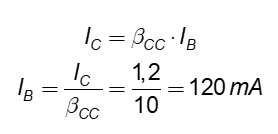 I_C = β_CC · I_B
I_B = I_C / β_CC = 1,2 / 10 = 120 mA